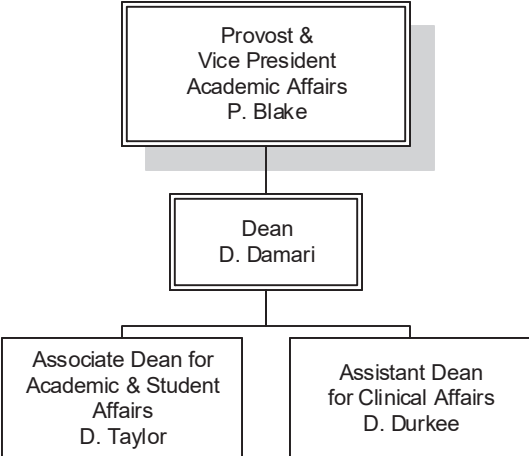 Provost &
Vice President
Academic Affairs
P. Blake
Dean
D. Damari
Associate Dean for
Academic & Student
Affairs
D. Taylor
Assistant Dean
for Clinical Affairs
D. Durkee